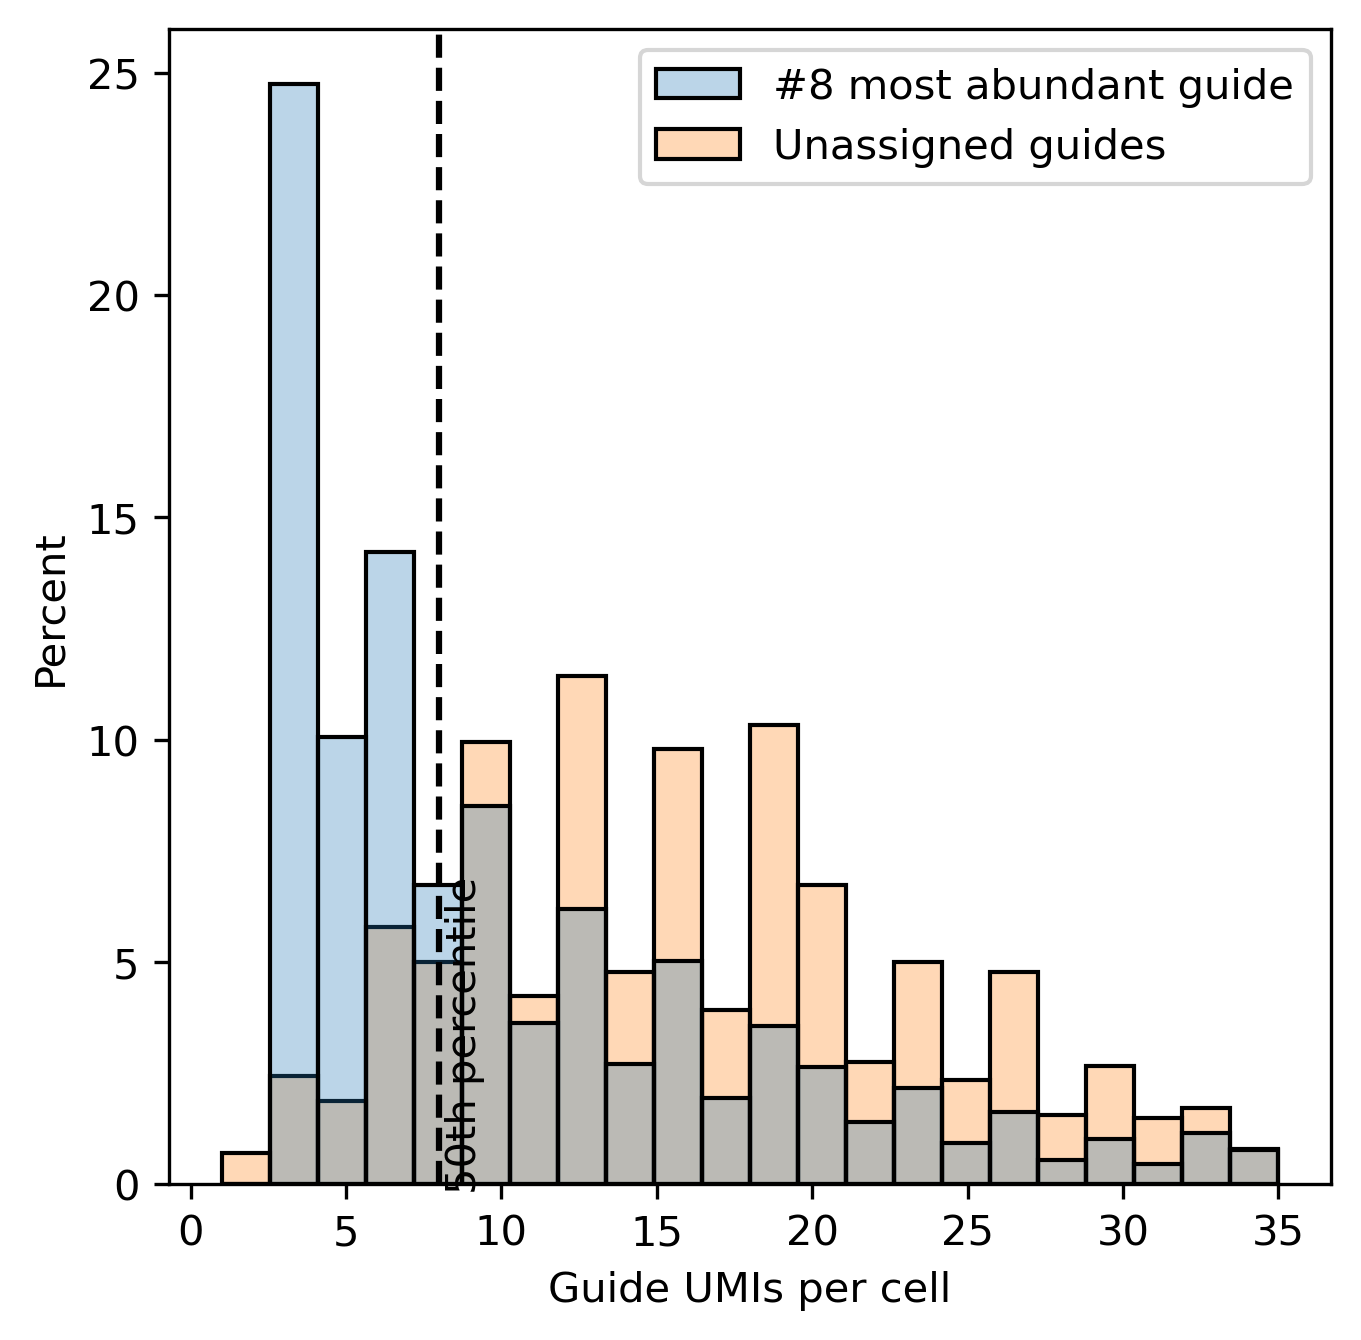 #8 most abundant guide
Unassigned guides
25
20
15
10
5
0
Percent
50th percentile
0 5 10 15 20 25 30 35
Guide UMIs per cell